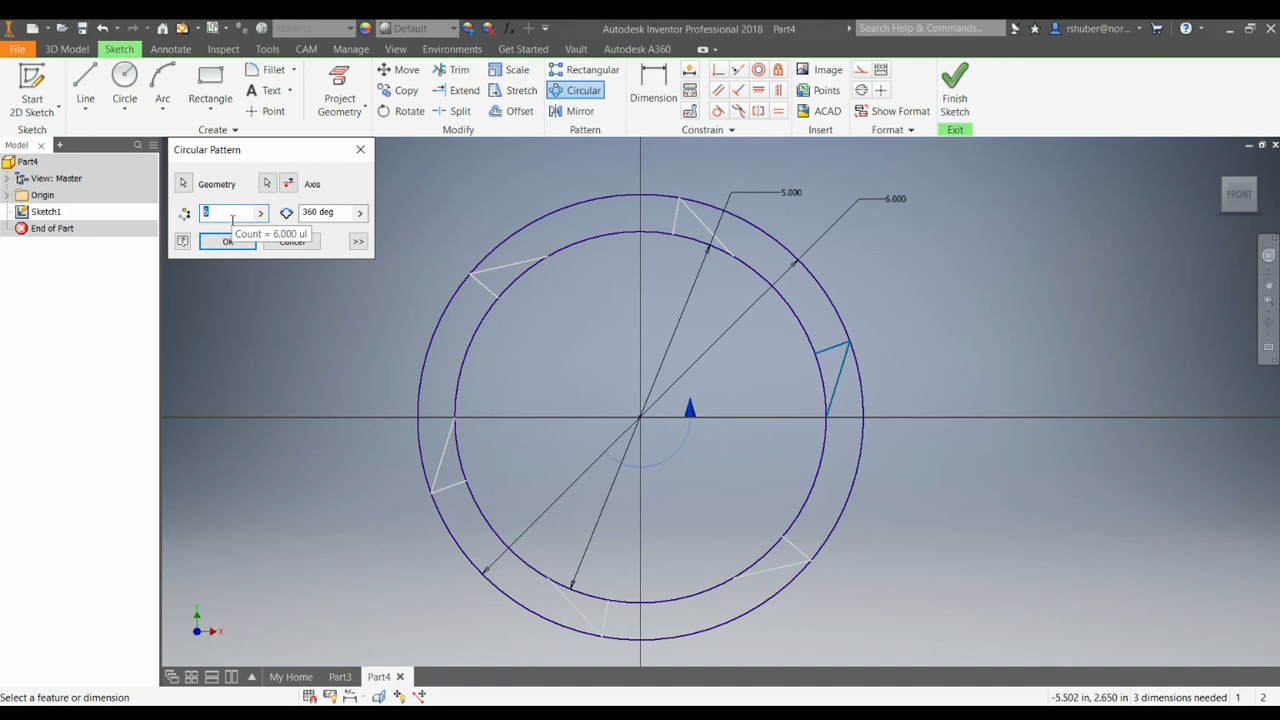 Default
Autodesk Inventor Professional 2018 Part4
Search Help & Commands...
rshuber@nor...
File 3D Model Sketch Annotate Inspect Tools CAM Manage View Environments Get Started Vault Autodesk A360
Start 2D Sketch
Line
Circle
Arc
Rectangle
Fillet
Text
Point
Project Geometry
Move Trim Scale
Copy Extend Stretch
Rotate Split Offset
Rectangular
Circular
Mirror
Dimension
Image
Points
ACAD
Show Format
Finish Sketch
Sketch Create Modify Pattern Constrain Insert Format Exit
Model
Part4
View: Master
Origin
Sketch1
End of Part
Circular Pattern
Geometry Axis
6 360 deg
OK Cancel >>
Count = 6.000 ul
5.000
6.000
FRONT
Y
X
My Home Part3 Part4
Select a feature or dimension
-5.502 in, 2.650 in 3 dimensions needed 1 2